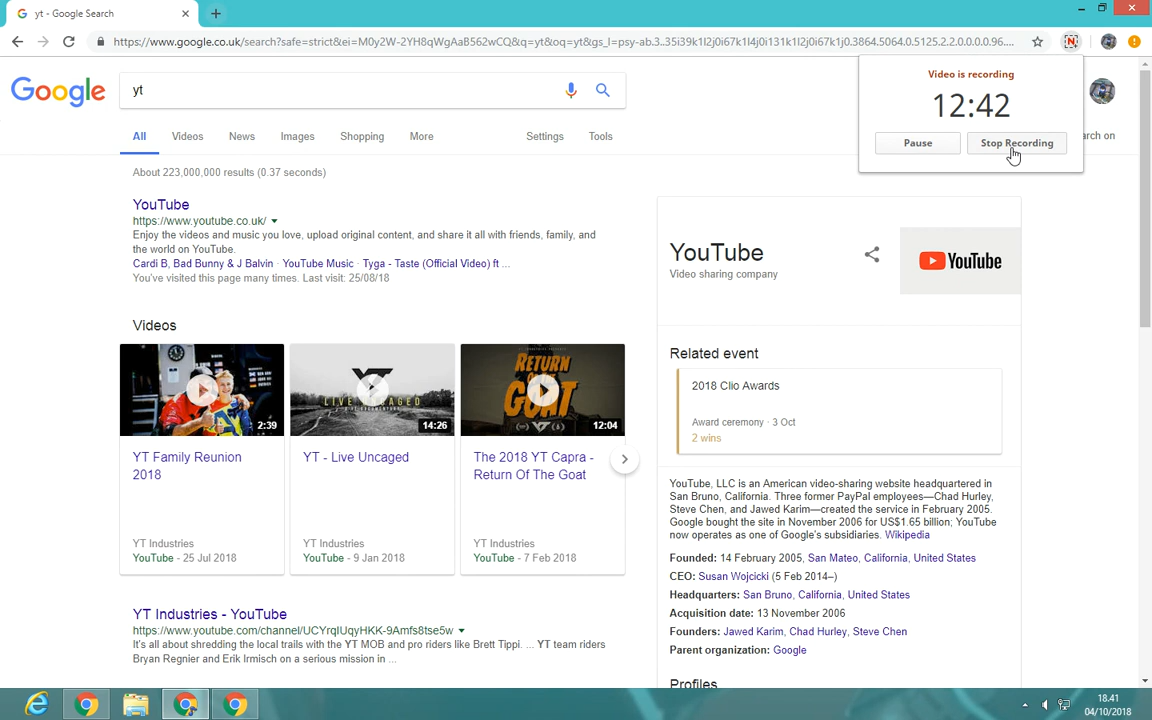 yt - Google Search
https://www.google.co.uk/search?safe=strict&ei=M0y2W-2YH8qWgAaB562wCQ&q=yt&oq=yt&gs_l=psy-ab.3..35i39k1l2j0i67k1l4j0i131k1l2j0i67k1j0.3864.5064.0.5125.2.2.0.0.0.0.96....
Video is recording
12:42
Pause
Stop Recording
Google
yt
All
Videos
News
Images
Shopping
More
Settings
Tools
rch on
About 223,000,000 results (0.37 seconds)
YouTube
https://www.youtube.co.uk/
Enjoy the videos and music you love, upload original content, and share it all with friends, family, and
the world on YouTube.
Cardi B, Bad Bunny & J Balvin · YouTube Music · Tyga - Taste (Official Video) ft ...
You've visited this page many times. Last visit: 25/08/18
Videos
2:39
YT
LIVE UNCAGED
14:26
RETURN
OF THE
GOAT
12:04
YT Family Reunion
2018
YT - Live Uncaged
The 2018 YT Capra -
Return Of The Goat
YT Industries
YouTube - 25 Jul 2018
YT Industries
YouTube - 9 Jan 2018
YT Industries
YouTube - 7 Feb 2018
YT Industries - YouTube
https://www.youtube.com/channel/UCYrqIUqyHKK-9Amfs8tse5w
It's all about shredding the local trails with the YT MOB and pro riders like Brett Tippi. ... YT team riders
Bryan Regnier and Erik Irmisch on a serious mission in ...
YouTube
Video sharing company
YouTube
Related event
2018 Clio Awards
Award ceremony · 3 Oct
2 wins
YouTube, LLC is an American video-sharing website headquartered in
San Bruno, California. Three former PayPal employees—Chad Hurley,
Steve Chen, and Jawed Karim—created the service in February 2005.
Google bought the site in November 2006 for US$1.65 billion; YouTube
now operates as one of Google's subsidiaries. Wikipedia
Founded: 14 February 2005, San Mateo, California, United States
CEO: Susan Wojcicki (5 Feb 2014–)
Headquarters: San Bruno, California, United States
Acquisition date: 13 November 2006
Founders: Jawed Karim, Chad Hurley, Steve Chen
Parent organization: Google
Profiles
18.41
04/10/2018